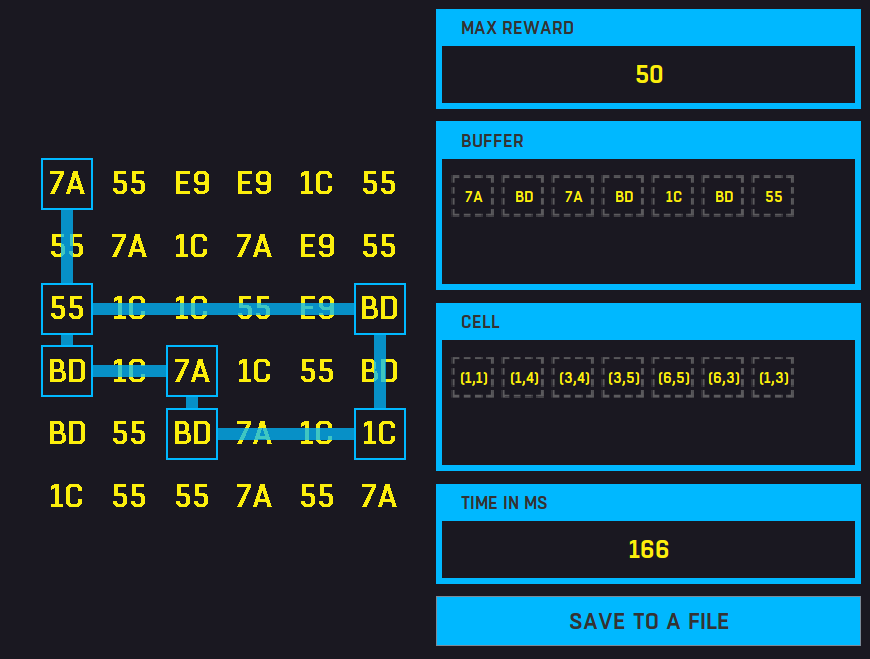 7A 55 E9 E9 1C 55
55 7A 1C 7A E9 55
55 1C 1C 55 E9 BD
BD 1C 7A 1C 55 BD
BD 55 BD 7A 1C 1C
1C 55 55 7A 55 7A
MAX REWARD
50
BUFFER
7A BD 7A BD 1C BD 55
CELL
(1,1) (1,4) (3,4) (3,5) (6,5) (6,3) (1,3)
TIME IN MS
166
SAVE TO A FILE